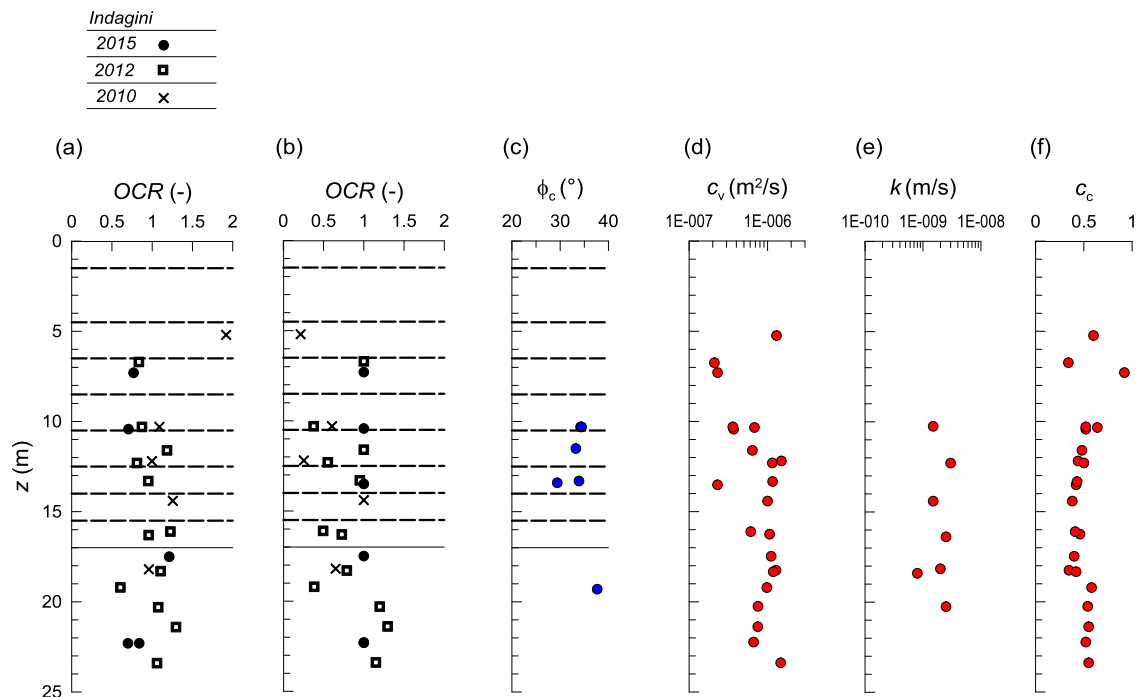 Indagini
2015
2012
2010
(a) (b) (c) (d) (e) (f)
OCR (-) OCR (-) ϕc (°) cv (m²/s) k (m/s) cc
0 0.5 1 1.5 2 0 0.5 1 1.5 2 20 30 40 1E-007 1E-006 1E-010 1E-009 1E-008 0 0.5 1
0
5
10
15
20
25
z (m)